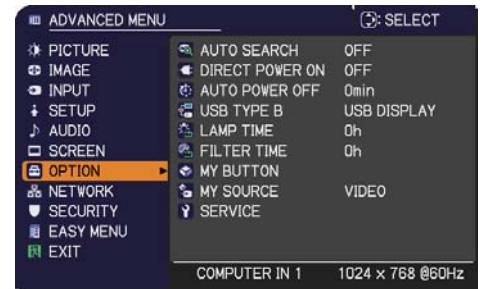 ADVANCED MENU : SELECT
PICTURE
IMAGE
INPUT
SETUP
AUDIO
SCREEN
OPTION
NETWORK
SECURITY
EASY MENU
EXIT
AUTO SEARCH OFF
DIRECT POWER ON OFF
AUTO POWER OFF 0min
USB TYPE B USB DISPLAY
LAMP TIME 0h
FILTER TIME 0h
MY BUTTON
MY SOURCE VIDEO
SERVICE
COMPUTER IN 1 1024 x 768 @60Hz